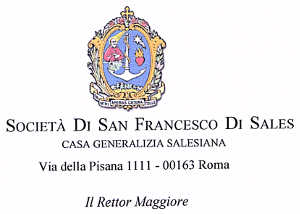 SOCIETÀ DI SAN FRANCESCO DI SALES
CASA GENERALIZIA SALESIANA
Via della Pisana 1111 - 00163 Roma
Il Rettor Maggiore